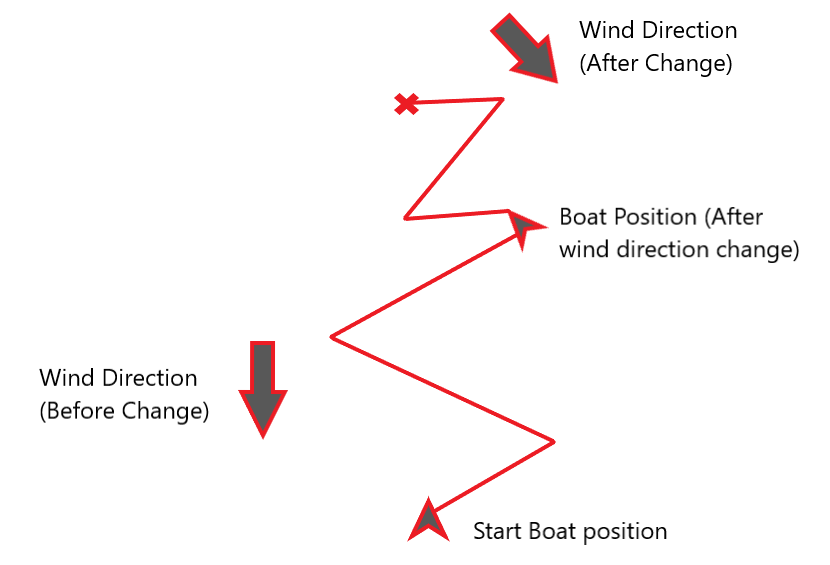 Wind Direction
(After Change)
Boat Position (After
wind direction change)
Wind Direction
(Before Change)
Start Boat position